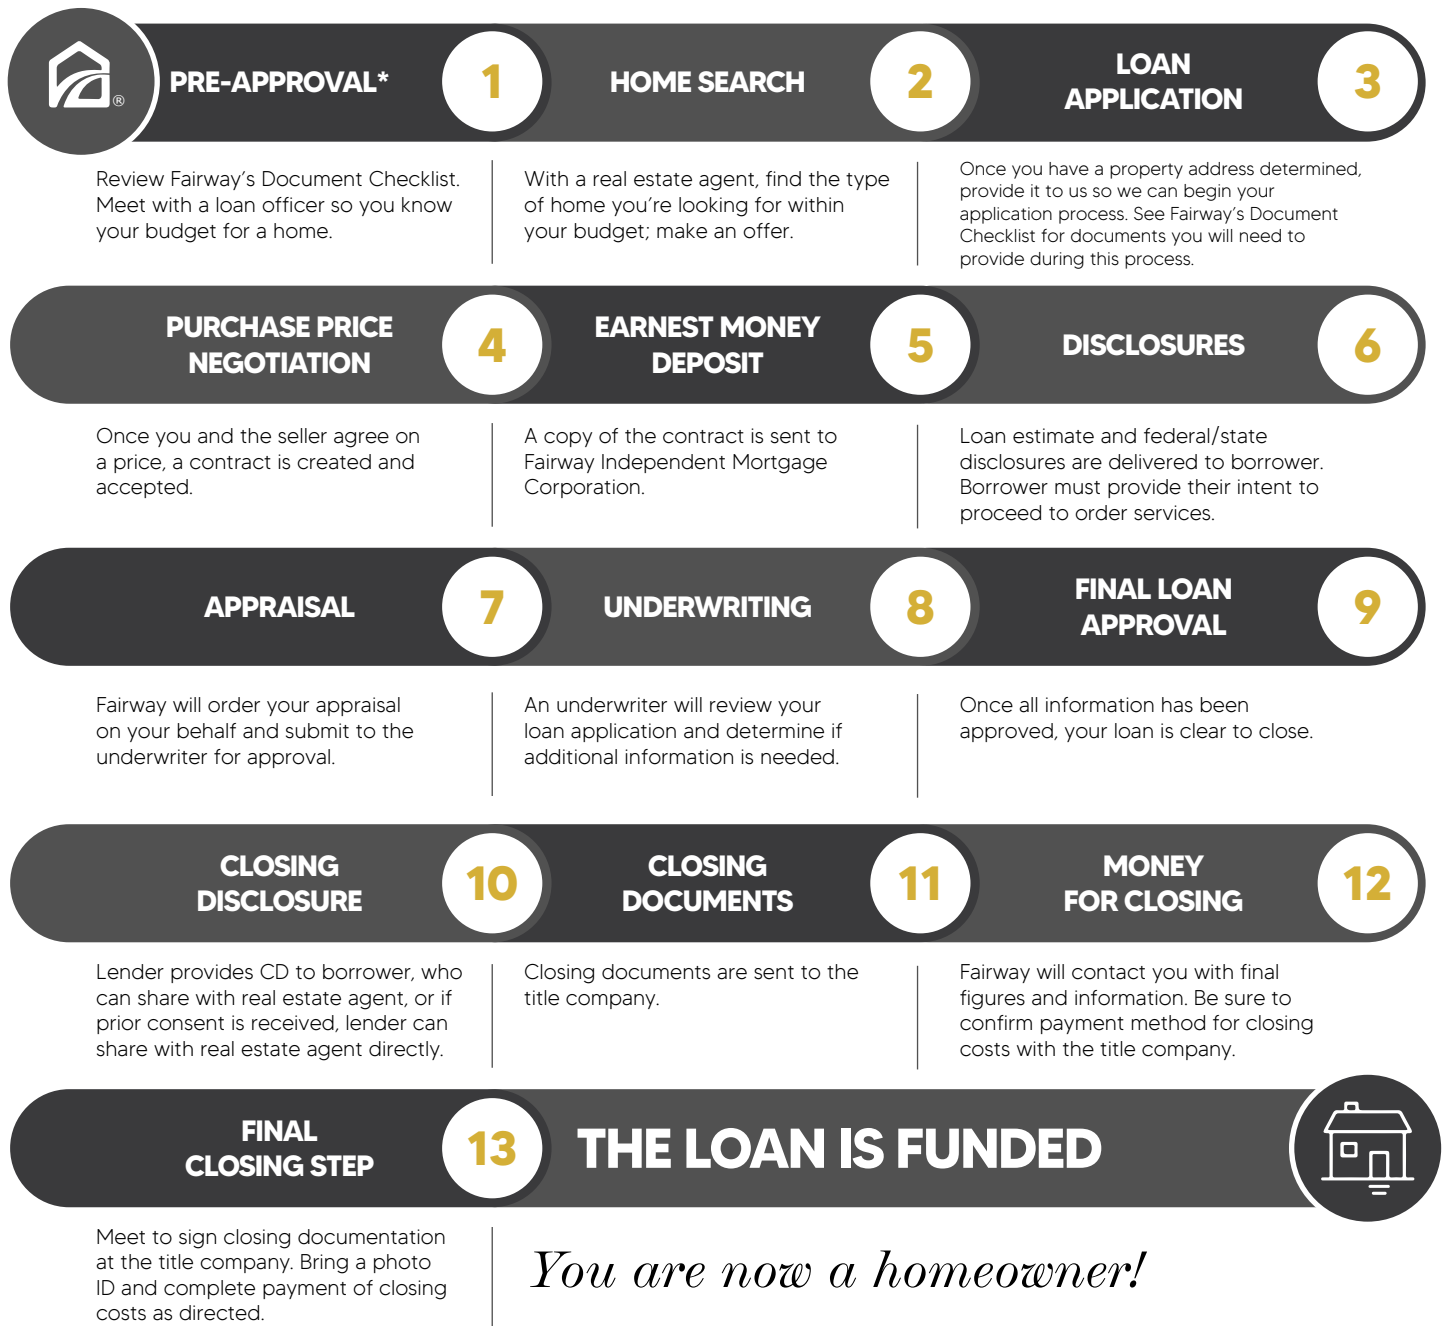 PRE-APPROVAL*
1
Review Fairway's Document Checklist.
Meet with a loan officer so you know
your budget for a home.
HOME SEARCH
2
With a real estate agent, find the type
of home you're looking for within
your budget; make an offer.
LOAN
APPLICATION
3
Once you have a property address determined,
provide it to us so we can begin your
application process. See Fairway's Document
Checklist for documents you will need to
provide during this process.
PURCHASE PRICE
NEGOTIATION
4
Once you and the seller agree on
a price, a contract is created and
accepted.
EARNEST MONEY
DEPOSIT
5
A copy of the contract is sent to
Fairway Independent Mortgage
Corporation.
DISCLOSURES
6
Loan estimate and federal/state
disclosures are delivered to borrower.
Borrower must provide their intent to
proceed to order services.
APPRAISAL
7
Fairway will order your appraisal
on your behalf and submit to the
underwriter for approval.
UNDERWRITING
8
An underwriter will review your
loan application and determine if
additional information is needed.
FINAL LOAN
APPROVAL
9
Once all information has been
approved, your loan is clear to close.
CLOSING
DISCLOSURE
10
Lender provides CD to borrower, who
can share with real estate agent, or if
prior consent is received, lender can
share with real estate agent directly.
CLOSING
DOCUMENTS
11
Closing documents are sent to the
title company.
MONEY
FOR CLOSING
12
Fairway will contact you with final
figures and information. Be sure to
confirm payment method for closing
costs with the title company.
FINAL
CLOSING STEP
13
Meet to sign closing documentation
at the title company. Bring a photo
ID and complete payment of closing
costs as directed.
THE LOAN IS FUNDED
You are now a homeowner!
®